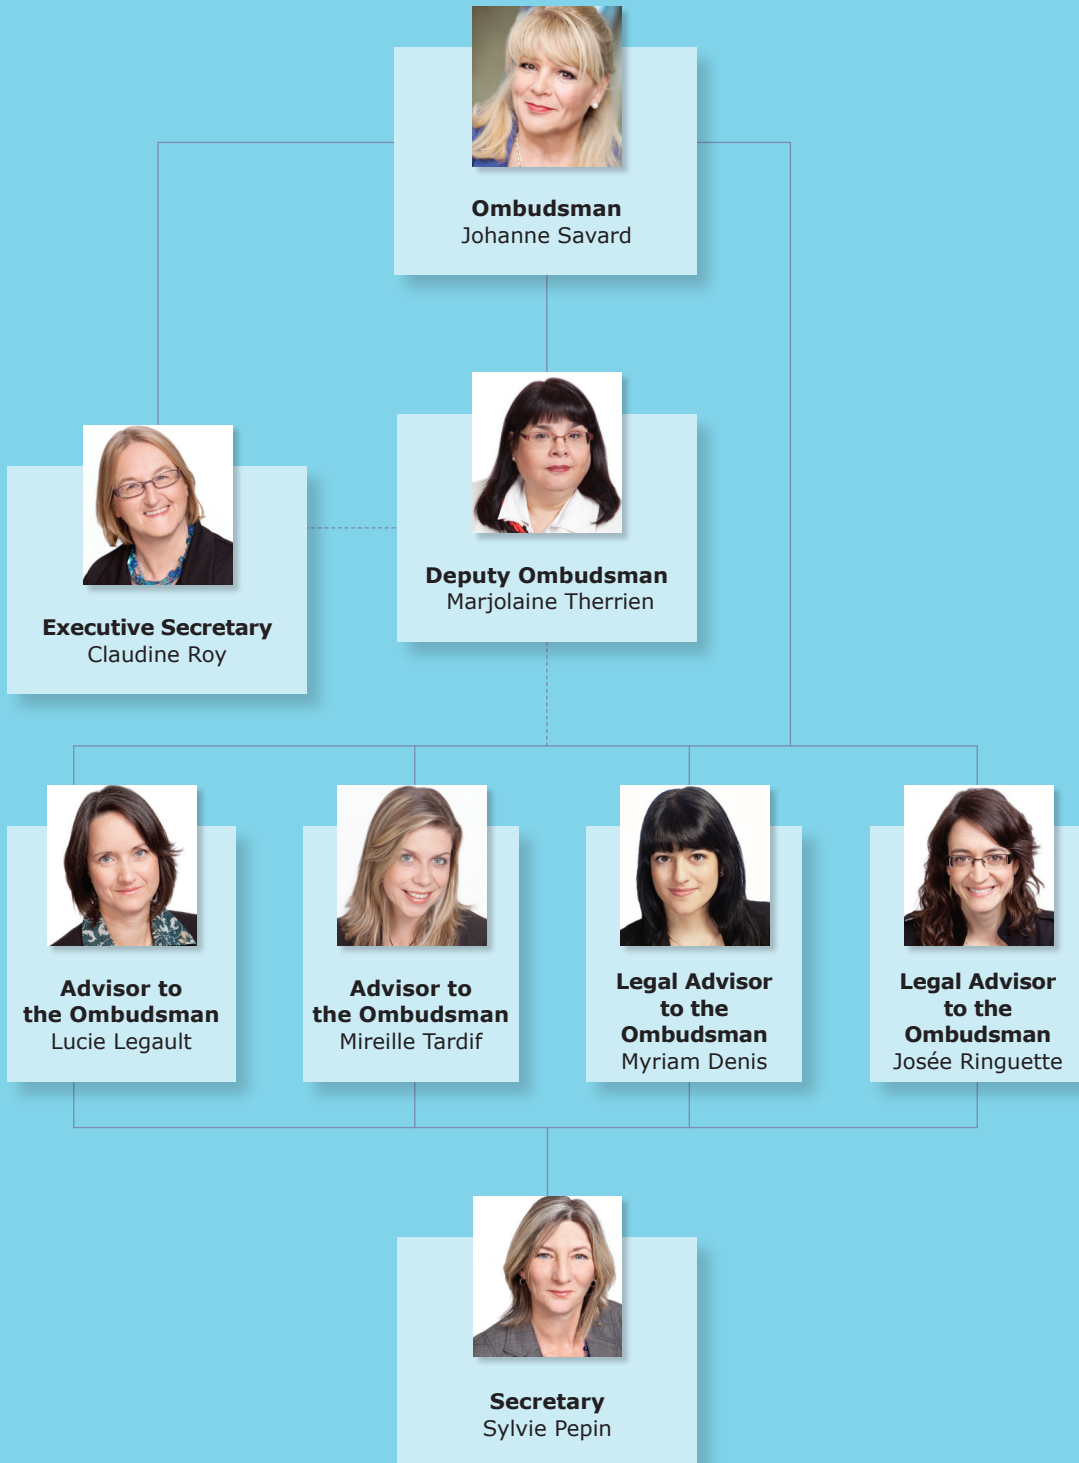 Ombudsman
Johanne Savard
Deputy Ombudsman
Marjolaine Therrien
Executive Secretary
Claudine Roy
Advisor to
the Ombudsman
Lucie Legault
Advisor to
the Ombudsman
Mireille Tardif
Legal Advisor
to the
Ombudsman
Myriam Denis
Legal Advisor
to the
Ombudsman
Josée Ringuette
Secretary
Sylvie Pepin